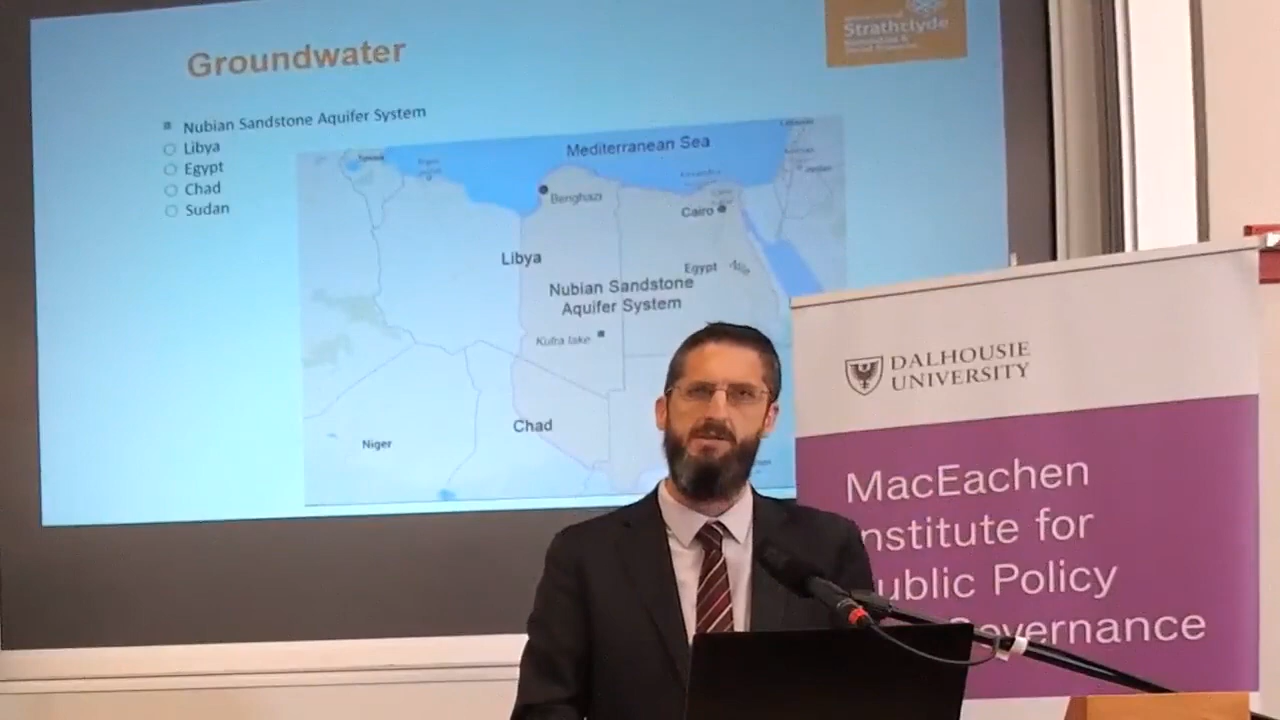 Groundwater
Strathclyde
Nubian Sandstone Aquifer System
Libya
Egypt
Chad
Sudan
Mediterranean Sea
Benghazi
Cairo
Libya
Egypt
Nubian Sandstone
Aquifer System
Kufra lake
Chad
Niger
DALHOUSIE
UNIVERSITY
MacEachen
nstitute for
ublic Policy
Governance